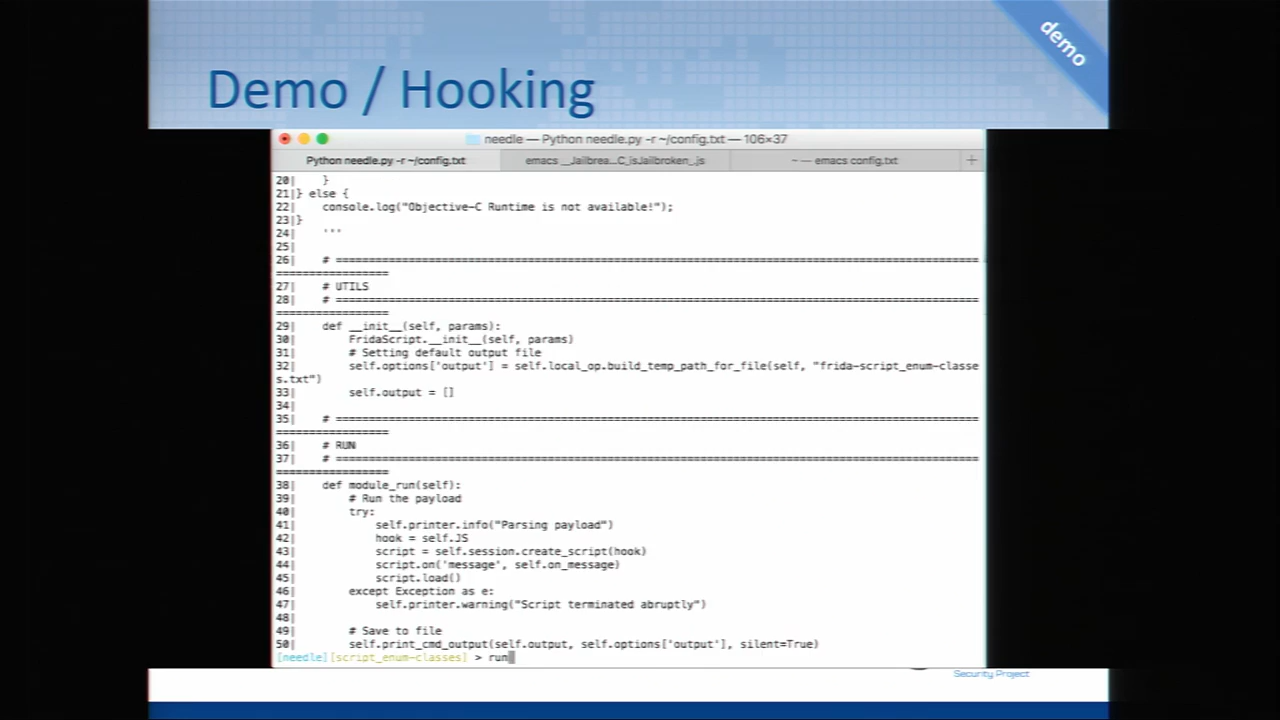 demo
Demo / Hooking
needle — Python needle.py -r ~/config.txt — 106×37
Python needle.py -r ~/config.txt
emacs __Jailbrea...C_isJailbroken_.js
~ — emacs config.txt
+
20|     }
21|} else {
22|    console.log("Objective-C Runtime is not available!");
23|}
24|    '''
25|
26|    # =================================================================================================
=================
27|    # UTILS
28|    # =================================================================================================
=================
29|    def __init__(self, params):
30|        FridaScript.__init__(self, params)
31|        # Setting default output file
32|        self.options['output'] = self.local_op.build_temp_path_for_file(self, "frida-script_enum-classe
s.txt")
33|        self.output = []
34|
35|    # =================================================================================================
=================
36|    # RUN
37|    # =================================================================================================
=================
38|    def module_run(self):
39|        # Run the payload
40|        try:
41|            self.printer.info("Parsing payload")
42|            hook = self.JS
43|            script = self.session.create_script(hook)
44|            script.on('message', self.on_message)
45|            script.load()
46|        except Exception as e:
47|            self.printer.warning("Script terminated abruptly")
48|
49|        # Save to file
50|        self.print_cmd_output(self.output, self.options['output'], silent=True)
[needle][script_enum-classes] > run
Security Project